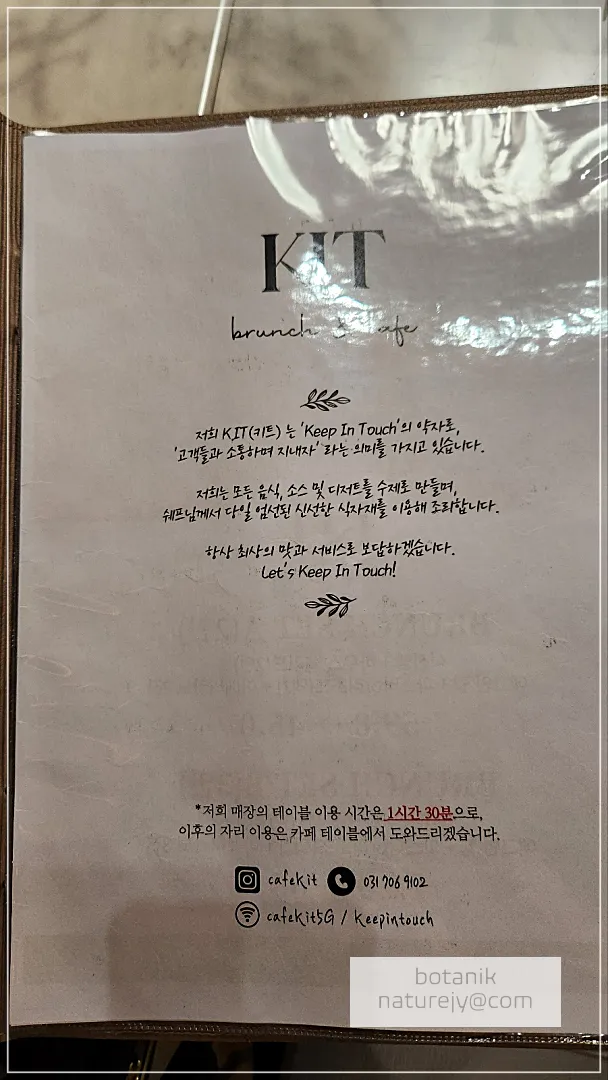 KIT
brunch & cafe
저희 KIT(키트) 는 'Keep In Touch'의 약자로,
'고객들과 소통하며 지내자' 라는 의미를 가지고 있습니다.
저희는 모든 음식, 소스 및 디저트를 수제로 만들며,
쉐프님께서 당일 엄선된 신선한 식자재를 이용해 조리합니다.
항상 최상의 맛과 서비스로 보답하겠습니다.
Let's Keep In Touch!
*저희 매장의 테이블 이용 시간은 1시간 30분으로,
이후의 자리 이용은 카페 테이블에서 도와드리겠습니다.
cafekit 031 706 9102
cafekit5G / keepintouch
botanik
naturejy@com